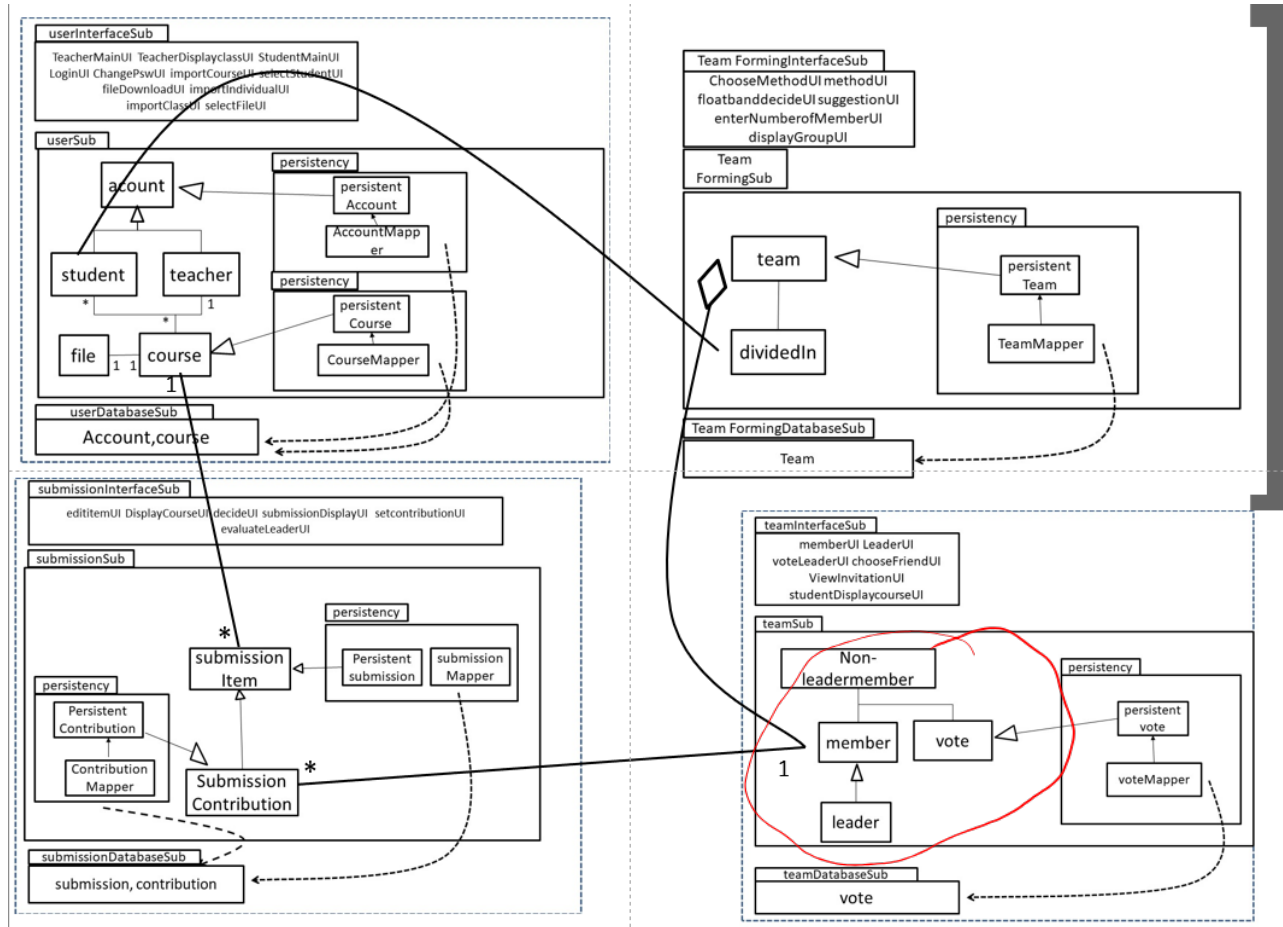 userInterfaceSub
TeacherMainUI TeacherDisplayclassUI StudentMainUI
LoginUI ChangePswUI importCourseUI selectStudentUI
fileDownloadUI importIndividualUI
importClassUI selectFileUI
userSub
acount
student
teacher
*
1
*
file
1
1
course
1
persistency
persistent
Account
AccountMapp
er
persistency
persistent
Course
CourseMapper
userDatabaseSub
Account,course
Team FormingInterfaceSub
ChooseMethodUI methodUI
floatbanddecideUI suggestionUI
enterNumberofMemberUI
displayGroupUI
Team
FormingSub
team
dividedIn
persistency
persistent
Team
TeamMapper
Team FormingDatabaseSub
Team
submissionInterfaceSub
edititemUI DisplayCourseUI decideUI submissionDisplayUI setcontributionUI
evaluateLeaderUI
submissionSub
*
submission
Item
persistency
Persistent
submission
submission
Mapper
persistency
Persistent
Contribution
Contribution
Mapper
*
Submission
Contribution
submissionDatabaseSub
submission, contribution
teamInterfaceSub
memberUI LeaderUI
voteLeaderUI chooseFriendUI
ViewInvitationUI
studentDisplaycourseUI
teamSub
Non-
leadermember
member
vote
1
leader
persistency
persistent
vote
voteMapper
teamDatabaseSub
vote